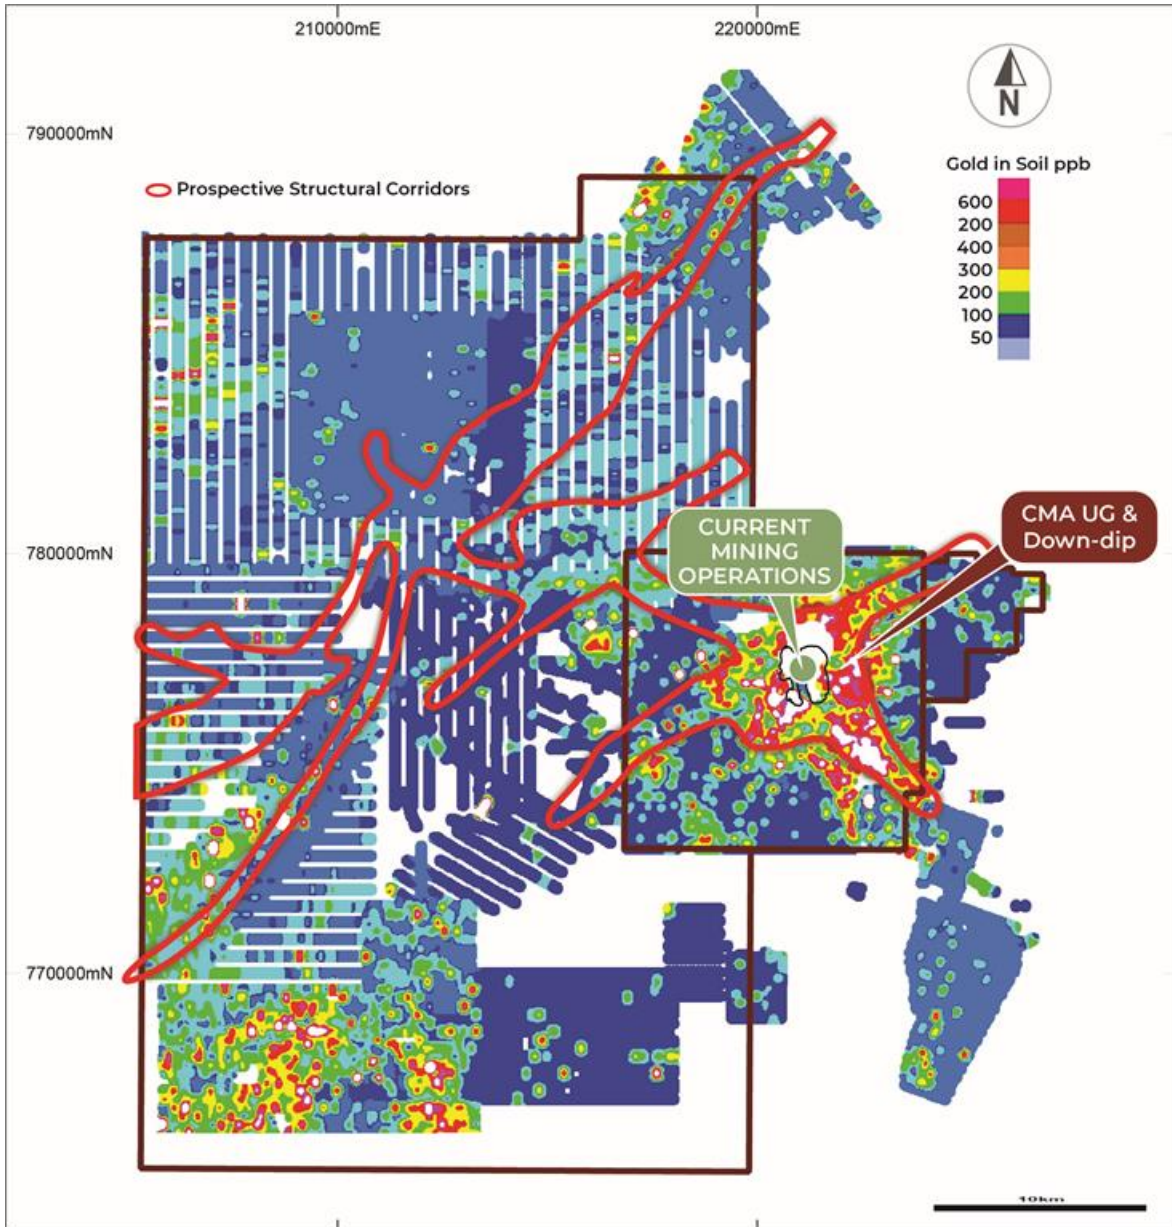 210000mE
220000mE
790000mN
N
Gold in Soil ppb
Prospective Structural Corridors
600
200
400
300
200
100
50
780000mN
CURRENT
MINING
OPERATIONS
CMA UG &
Down-dip
770000mN
10km